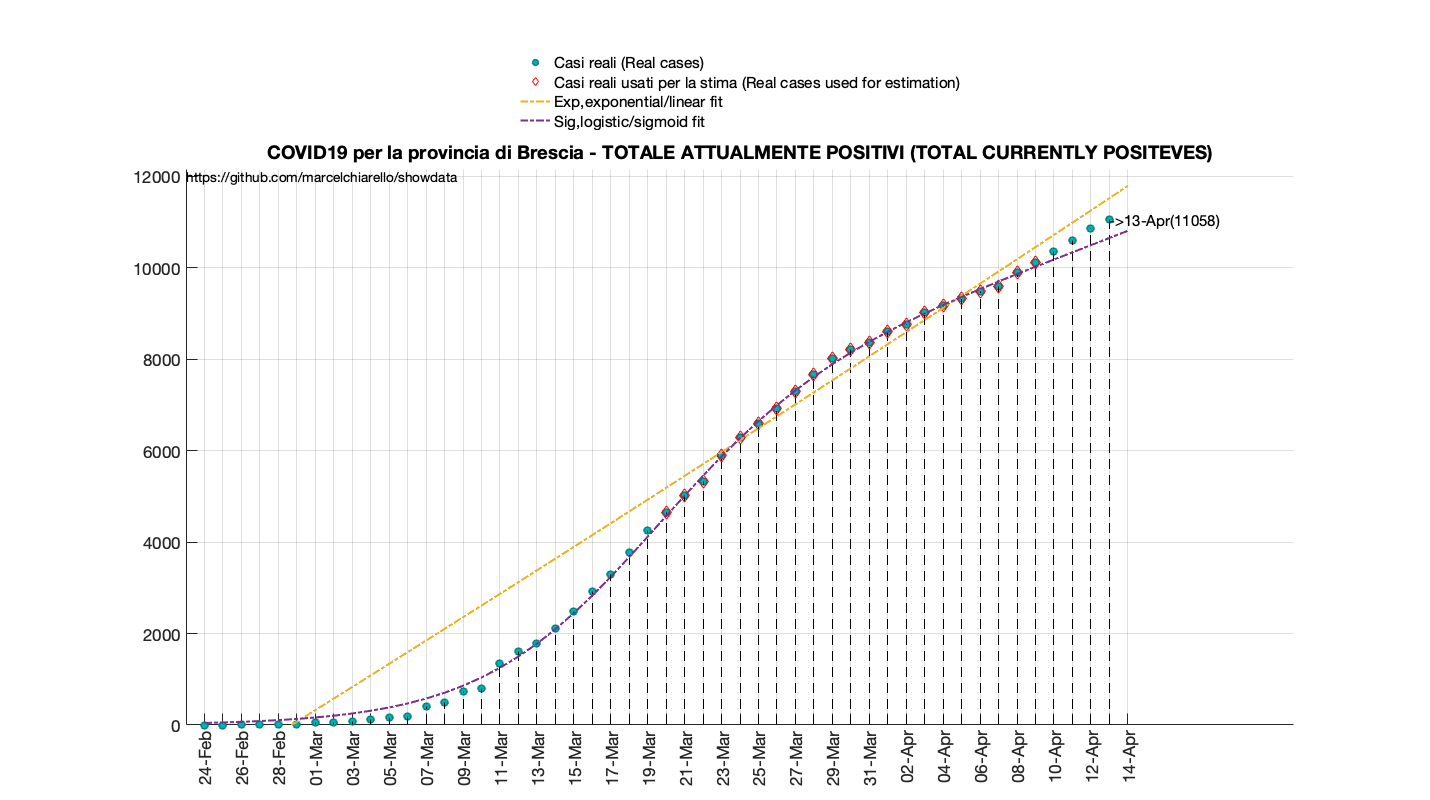 Casi reali (Real cases)
Casi reali usati per la stima (Real cases used for estimation)
Exp,exponential/linear fit
Sig,logistic/sigmoid fit
COVID19 per la provincia di Brescia - TOTALE ATTUALMENTE POSITIVI (TOTAL CURRENTLY POSITEVES)
12000
https://github.com/marcelchiarello/showdata
->13-Apr(11058)
10000
8000
6000
4000
2000
0
24-Feb
26-Feb
28-Feb
01-Mar
03-Mar
05-Mar
07-Mar
09-Mar
11-Mar
13-Mar
15-Mar
17-Mar
19-Mar
21-Mar
23-Mar
25-Mar
27-Mar
29-Mar
31-Mar
02-Apr
04-Apr
06-Apr
08-Apr
10-Apr
12-Apr
14-Apr